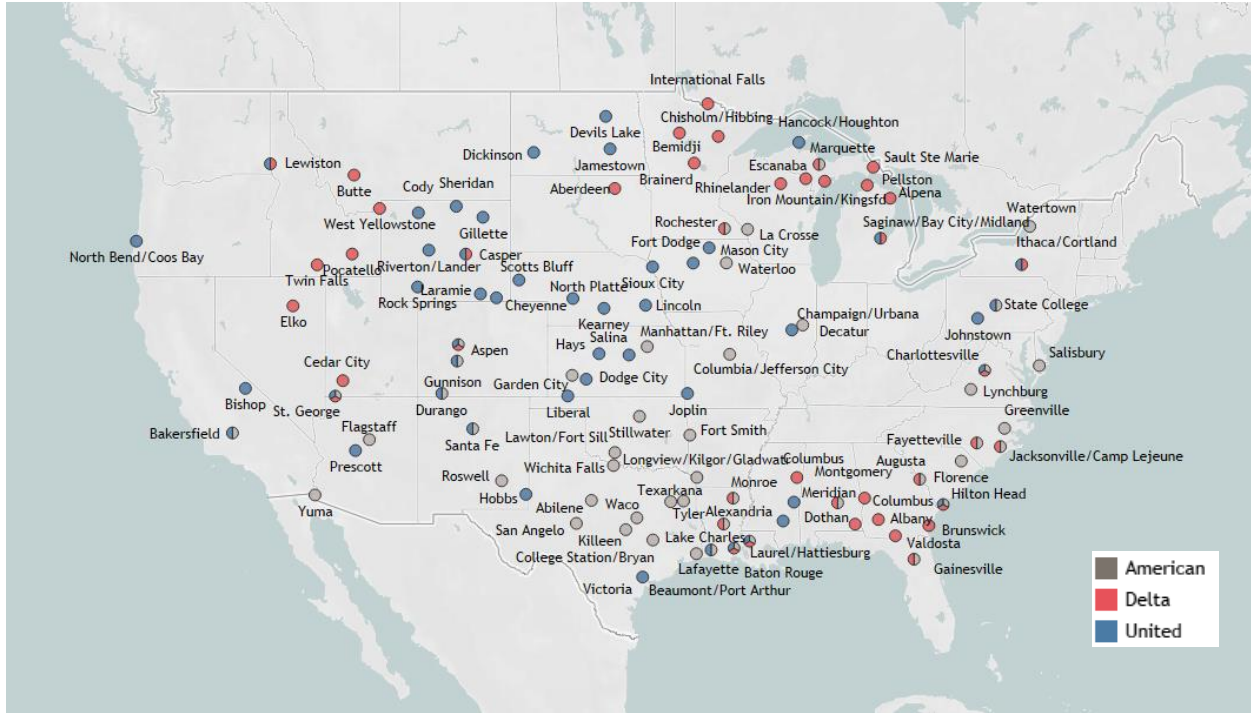 International Falls
Chisholm/Hibbing
Hancock/Houghton
Devils Lake
Bemidji
Marquette
Dickinson
Jamestown
Escanaba
Sault Ste Marie
Lewiston
Brainerd
Pellston
Butte
Cody
Sheridan
Aberdeen
Rhinelander
Alpena
Iron Mountain/Kingsfd
West Yellowstone
Watertown
Gillette
Rochester
La Crosse
Saginaw/Bay City/Midland
Fort Dodge
Ithaca/Cortland
Mason City
North Bend/Coos Bay
Riverton/Lander
Casper
Waterloo
Scotts Bluff
Pocatello
Twin Falls
Sioux City
Laramie
North Platte
Rock Springs
Cheyenne
Lincoln
State College
Elko
Kearney
Champaign/Urbana
Manhattan/Ft. Riley
Decatur
Johnstown
Salina
Aspen
Hays
Salisbury
Charlottesville
Cedar City
Columbia/Jefferson City
Dodge City
Gunnison
Garden City
Lynchburg
Bishop
St. George
Durango
Liberal
Joplin
Greenville
Flagstaff
Bakersfield
Stillwater
Fort Smith
Lawton/Fort Sill
Fayetteville
Santa Fe
Prescott
Jacksonville/Camp Lejeune
Longview/Kilgor/Gladwatr
Columbus
Wichita Falls
Augusta
Montgomery
Roswell
Florence
Monroe
Hilton Head
Texarkana
Meridian
Columbus
Hobbs
Abilene
Waco
Yuma
Tyler
Alexandria
Dothan
Albany
Brunswick
San Angelo
Killeen
Lake Charles
Valdosta
College Station/Bryan
Laurel/Hattiesburg
Gainesville
Lafayette
Baton Rouge
Victoria
Beaumont/Port Arthur
American
Delta
United